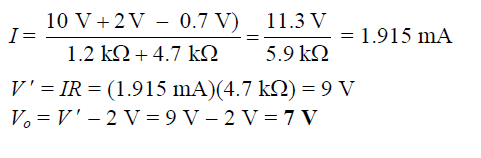 I = 10 V + 2 V − 0.7 V) / 1.2 kΩ + 4.7 kΩ = 11.3 V / 5.9 kΩ = 1.915 mA
V′ = IR = (1.915 mA)(4.7 kΩ) = 9 V
Vₒ = V′ – 2 V = 9 V – 2 V = 7 V